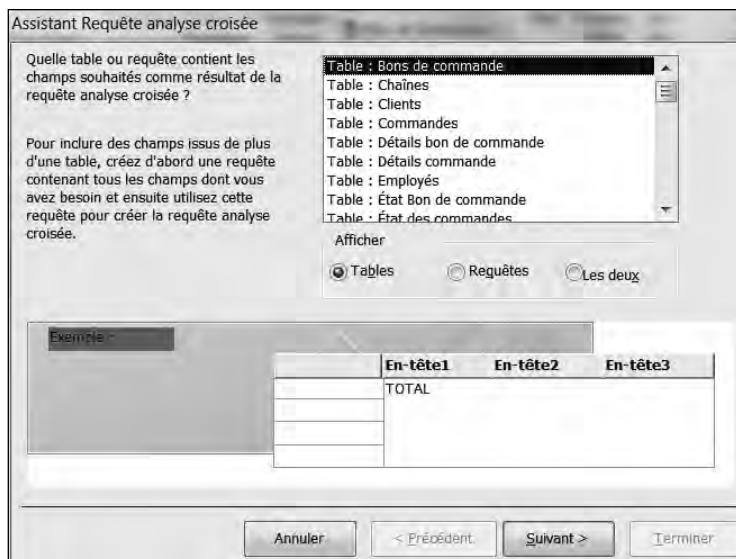 Assistant Requête analyse croisée
Quelle table ou requête contient les
champs souhaités comme résultat de la
requête analyse croisée ?
Pour inclure des champs issus de plus
d'une table, créez d'abord une requête
contenant tous les champs dont vous
avez besoin et ensuite utilisez cette
requête pour créer la requête analyse
croisée.
Table : Bons de commande
Table : Chaînes
Table : Clients
Table : Commandes
Table : Détails bon de commande
Table : Détails commande
Table : Employés
Table : État Bon de commande
Table : État des commandes
Afficher
Tables Requêtes Les deux
Exemple :
En-tête1 En-tête2 En-tête3
TOTAL
Annuler < Précédent Suivant > Terminer